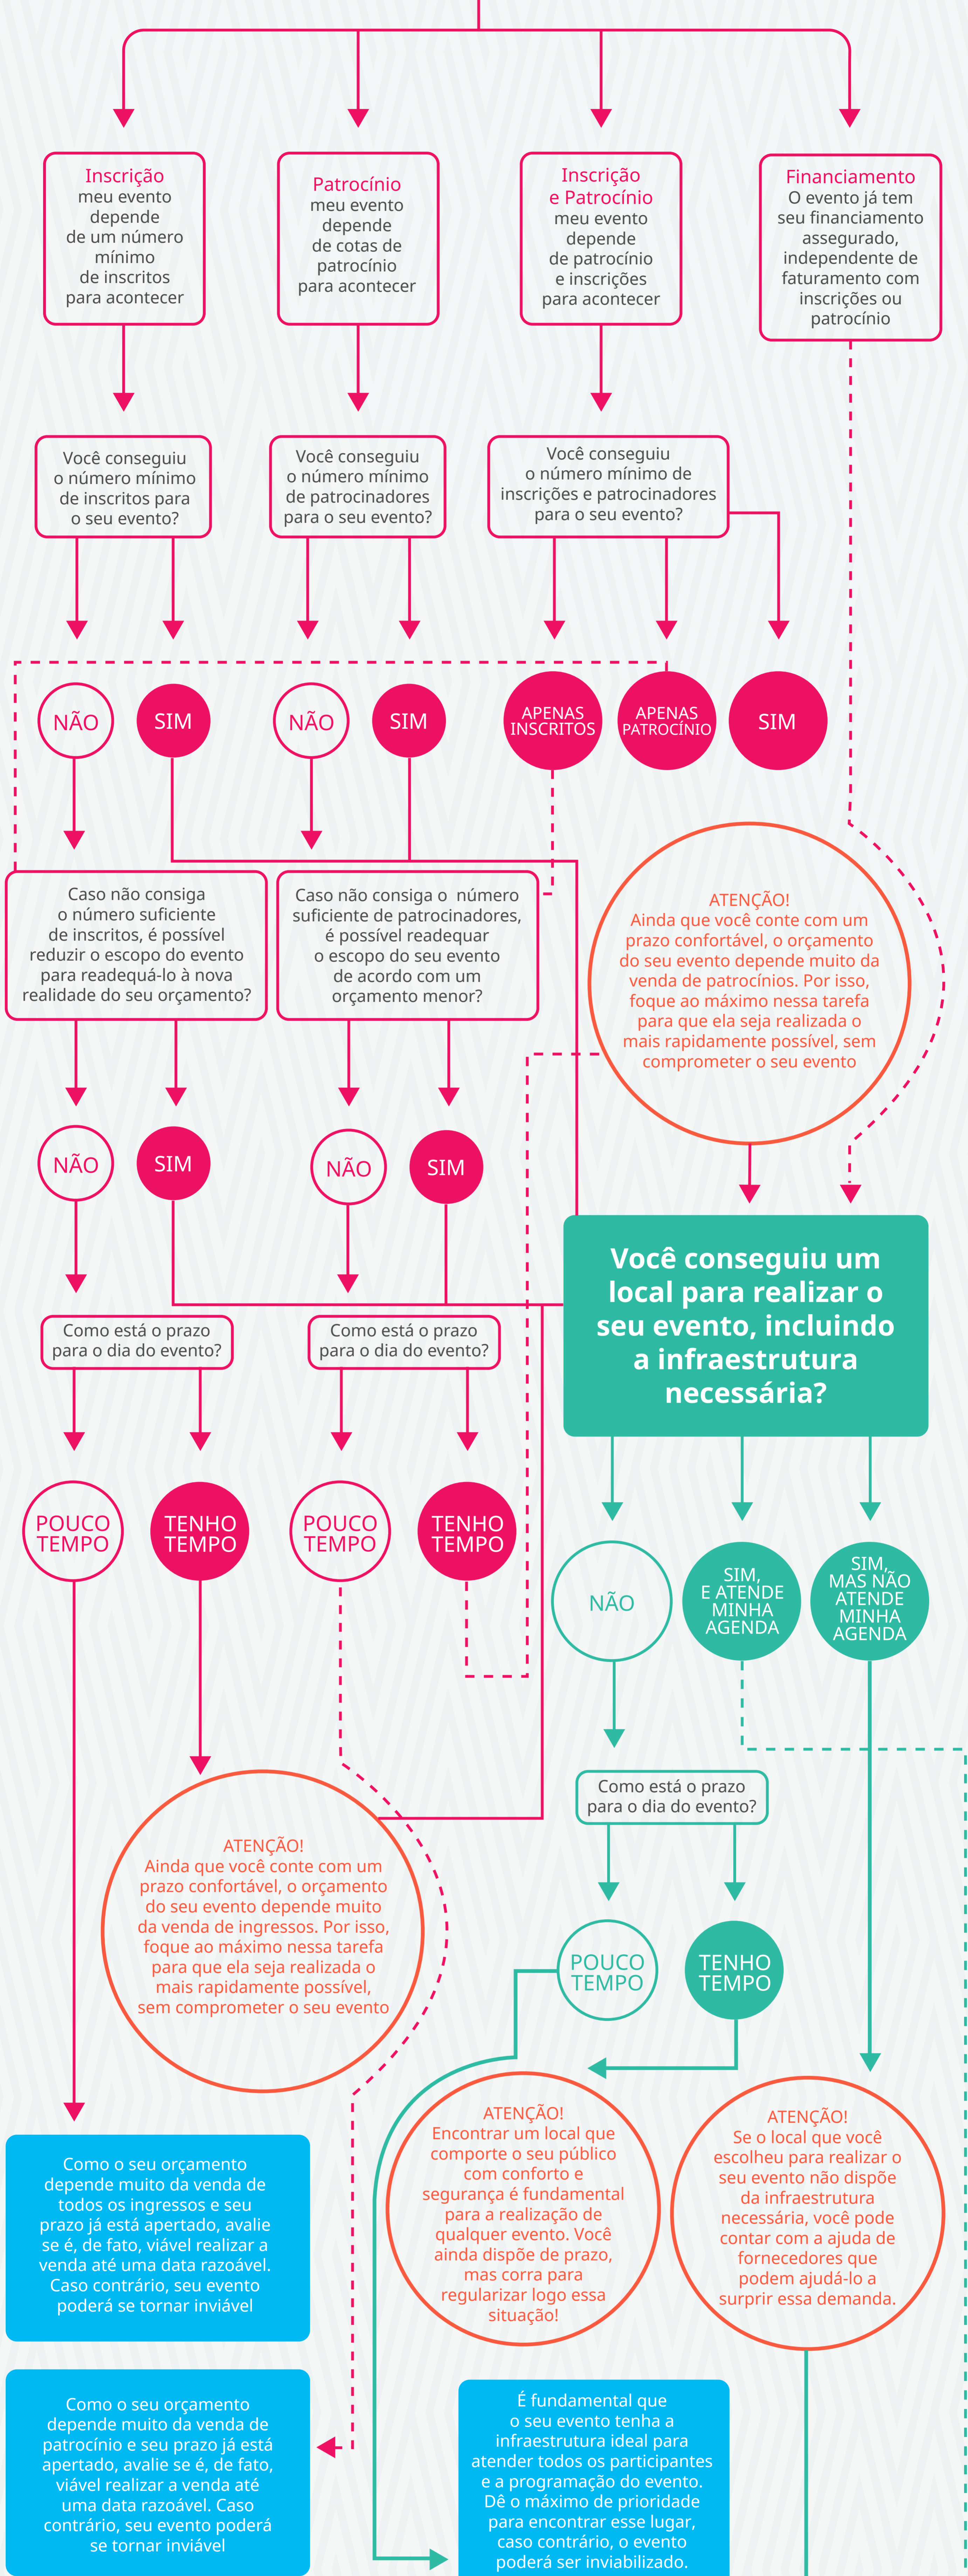 Inscrição
meu evento
depende
de um número
mínimo
de inscritos
para acontecer
Patrocínio
meu evento
depende
de cotas de
patrocínio
para acontecer
Inscrição
e Patrocínio
meu evento
depende
de patrocínio
e inscrições
para acontecer
Financiamento
O evento já tem
seu financiamento
assegurado,
independente de
faturamento com
inscrições ou
patrocínio
Você conseguiu
o número mínimo
de inscritos para
o seu evento?
Você conseguiu
o número mínimo
de patrocinadores
para o seu evento?
Você conseguiu
o número mínimo de
inscrições e patrocinadores
para o seu evento?
NÃO
SIM
NÃO
SIM
APENAS
INSCRITOS
APENAS
PATROCÍNIO
SIM
Caso não consiga
o número suficiente
de inscritos, é possível
reduzir o escopo do evento
para readequá-lo à nova
realidade do seu orçamento?
Caso não consiga o número
suficiente de patrocinadores,
é possível readequar
o escopo do seu evento
de acordo com um
orçamento menor?
ATENÇÃO!
Ainda que você conte com um
prazo confortável, o orçamento
do seu evento depende muito da
venda de patrocínios. Por isso,
foque ao máximo nessa tarefa
para que ela seja realizada o
mais rapidamente possível, sem
comprometer o seu evento
NÃO
SIM
NÃO
SIM
Você conseguiu um
local para realizar o
seu evento, incluindo
a infraestrutura
necessária?
Como está o prazo
para o dia do evento?
Como está o prazo
para o dia do evento?
POUCO
TEMPO
TENHO
TEMPO
POUCO
TEMPO
TENHO
TEMPO
NÃO
SIM,
E ATENDE
MINHA
AGENDA
SIM,
MAS NÃO
ATENDE
MINHA
AGENDA
Como está o prazo
para o dia do evento?
ATENÇÃO!
Ainda que você conte com um
prazo confortável, o orçamento
do seu evento depende muito
da venda de ingressos. Por isso,
foque ao máximo nessa tarefa
para que ela seja realizada o
mais rapidamente possível,
sem comprometer o seu evento
POUCO
TEMPO
TENHO
TEMPO
ATENÇÃO!
Encontrar um local que
comporte o seu público
com conforto e
segurança é fundamental
para a realização de
qualquer evento. Você
ainda dispõe de prazo,
mas corra para
regularizar logo essa
situação!
ATENÇÃO!
Se o local que você
escolheu para realizar o
seu evento não dispõe
da infraestrutura
necessária, você pode
contar com a ajuda de
fornecedores que
podem ajudá-lo a
surprir essa demanda.
Como o seu orçamento
depende muito da venda de
todos os ingressos e seu
prazo já está apertado, avalie
se é, de fato, viável realizar a
venda até uma data razoável.
Caso contrário, seu evento
poderá se tornar inviável
Como o seu orçamento
depende muito da venda de
patrocínio e seu prazo já está
apertado, avalie se é, de fato,
viável realizar a venda até
uma data razoável. Caso
contrário, seu evento poderá
se tornar inviável
É fundamental que
o seu evento tenha a
infraestrutura ideal para
atender todos os participantes
e a programação do evento.
Dê o máximo de prioridade
para encontrar esse lugar,
caso contrário, o evento
poderá ser inviabilizado.